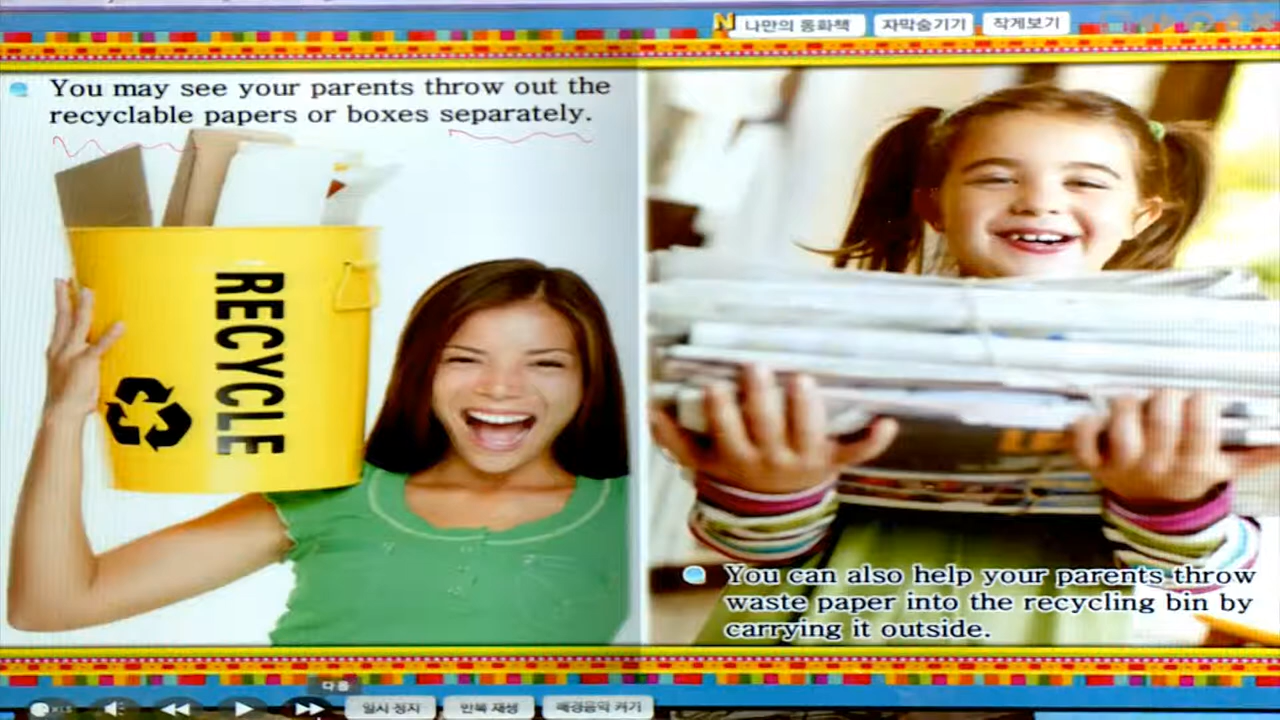 N 나만의 동화책 자막숨기기 작게보기
You may see your parents throw out the
recyclable papers or boxes separately.
RECYCLE
You can also help your parents throw
waste paper into the recycling bin by
carrying it outside.
다음
일시 정지 반복 재생 배경음악 켜기